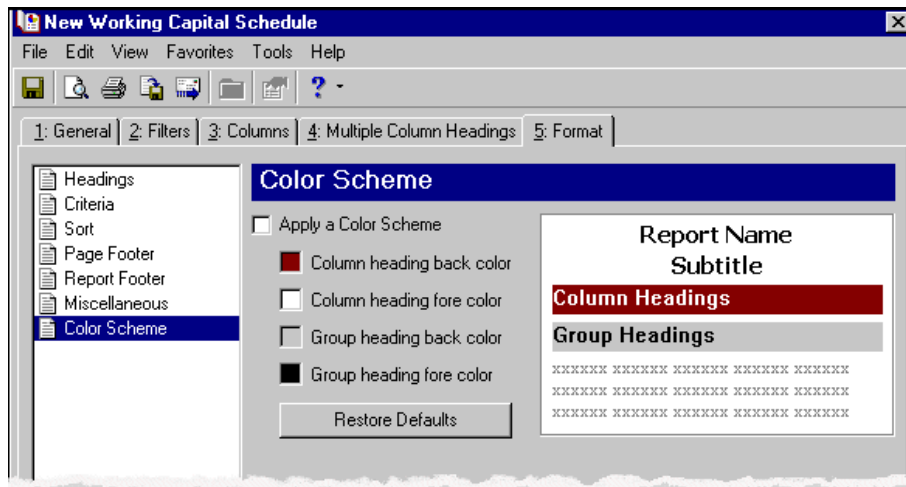 New Working Capital Schedule
File Edit View Favorites Tools Help
1: General 2: Filters 3: Columns 4: Multiple Column Headings 5: Format
Headings
Criteria
Sort
Page Footer
Report Footer
Miscellaneous
Color Scheme
Color Scheme
Apply a Color Scheme
Column heading back color
Column heading fore color
Group heading back color
Group heading fore color
Restore Defaults
Report Name
Subtitle
Column Headings
Group Headings
xxxxxx xxxxxx xxxxxx xxxxxx xxxxxx
xxxxxx xxxxxx xxxxxx xxxxxx xxxxxx
xxxxxx xxxxxx xxxxxx xxxxxx xxxxxx